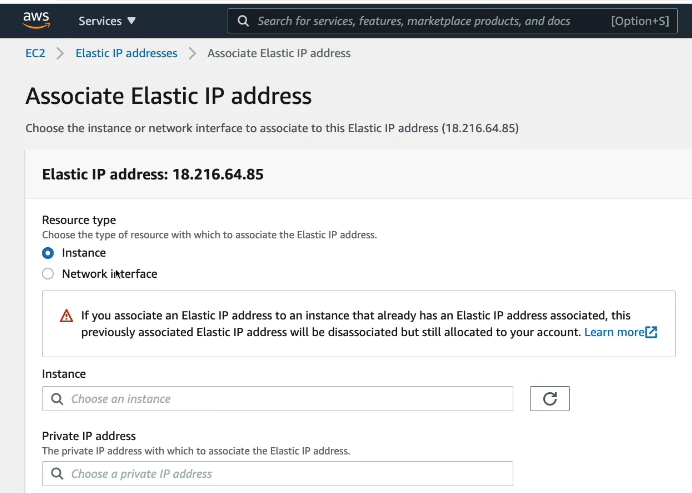 aws
Services ▼
Search for services, features, marketplace products, and docs
[Option+S]
EC2 > Elastic IP addresses > Associate Elastic IP address
Associate Elastic IP address
Choose the instance or network interface to associate to this Elastic IP address (18.216.64.85)
Elastic IP address: 18.216.64.85
Resource type
Choose the type of resource with which to associate the Elastic IP address.
Instance
Network interface
If you associate an Elastic IP address to an instance that already has an Elastic IP address associated, this
previously associated Elastic IP address will be disassociated but still allocated to your account. Learn more
Instance
Choose an instance
Private IP address
The private IP address with which to associate the Elastic IP address.
Choose a private IP address